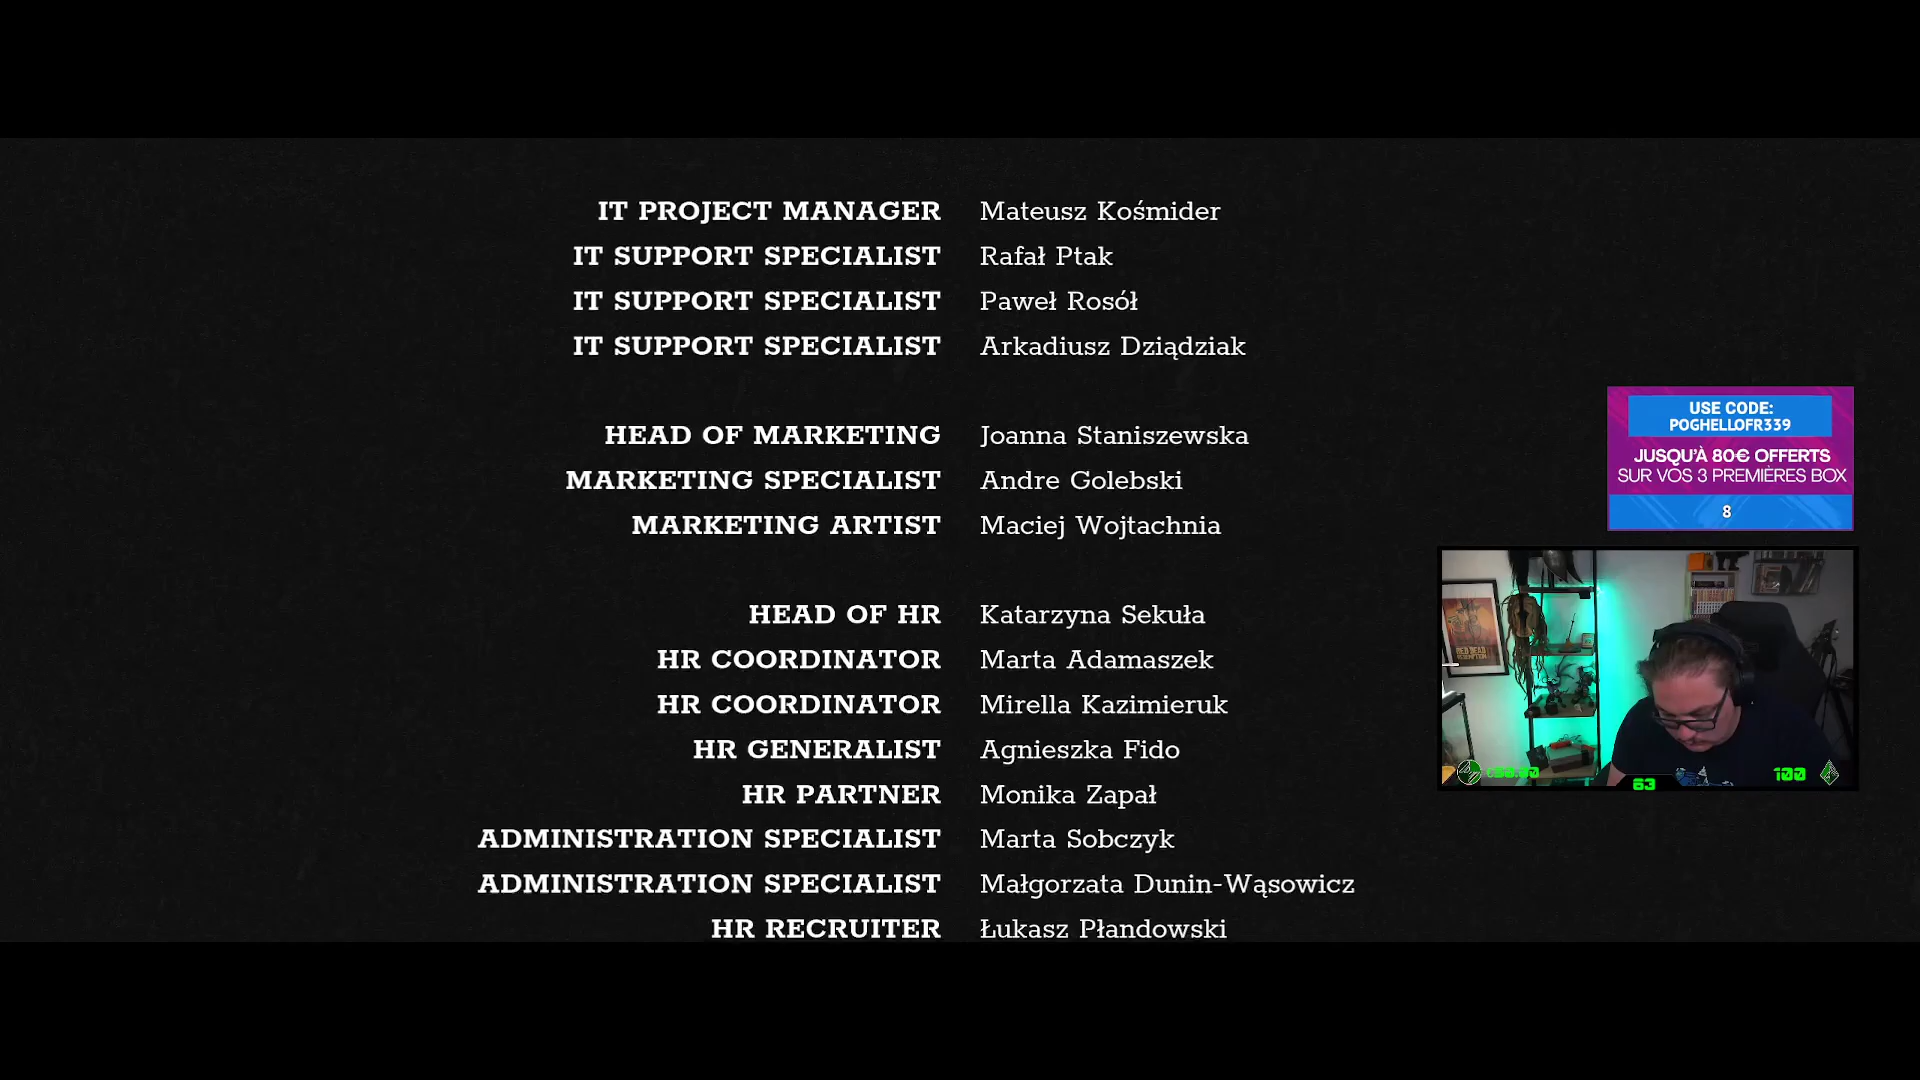 IT PROJECT MANAGER Mateusz Kośmider
IT SUPPORT SPECIALIST Rafał Ptak
IT SUPPORT SPECIALIST Paweł Rosół
IT SUPPORT SPECIALIST Arkadiusz Dziądziak
HEAD OF MARKETING Joanna Staniszewska
MARKETING SPECIALIST Andre Golebski
MARKETING ARTIST Maciej Wojtachnia
HEAD OF HR Katarzyna Sekuła
HR COORDINATOR Marta Adamaszek
HR COORDINATOR Mirella Kazimieruk
HR GENERALIST Agnieszka Fido
HR PARTNER Monika Zapał
ADMINISTRATION SPECIALIST Marta Sobczyk
ADMINISTRATION SPECIALIST Małgorzata Dunin-Wąsowicz
HR RECRUITER Łukasz Płandowski
USE CODE:
POGHELLOFR339
JUSQU'À 80€ OFFERTS
SUR VOS 3 PREMIÈRES BOX
8
RED DEAD
REDEMPTION
63
100